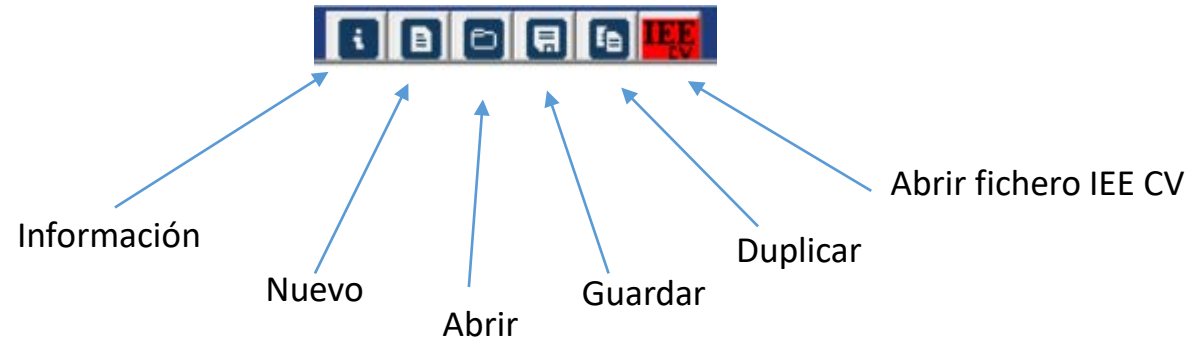 IEE
CV
Abrir fichero IEE CV
Información
Duplicar
Nuevo
Guardar
Abrir